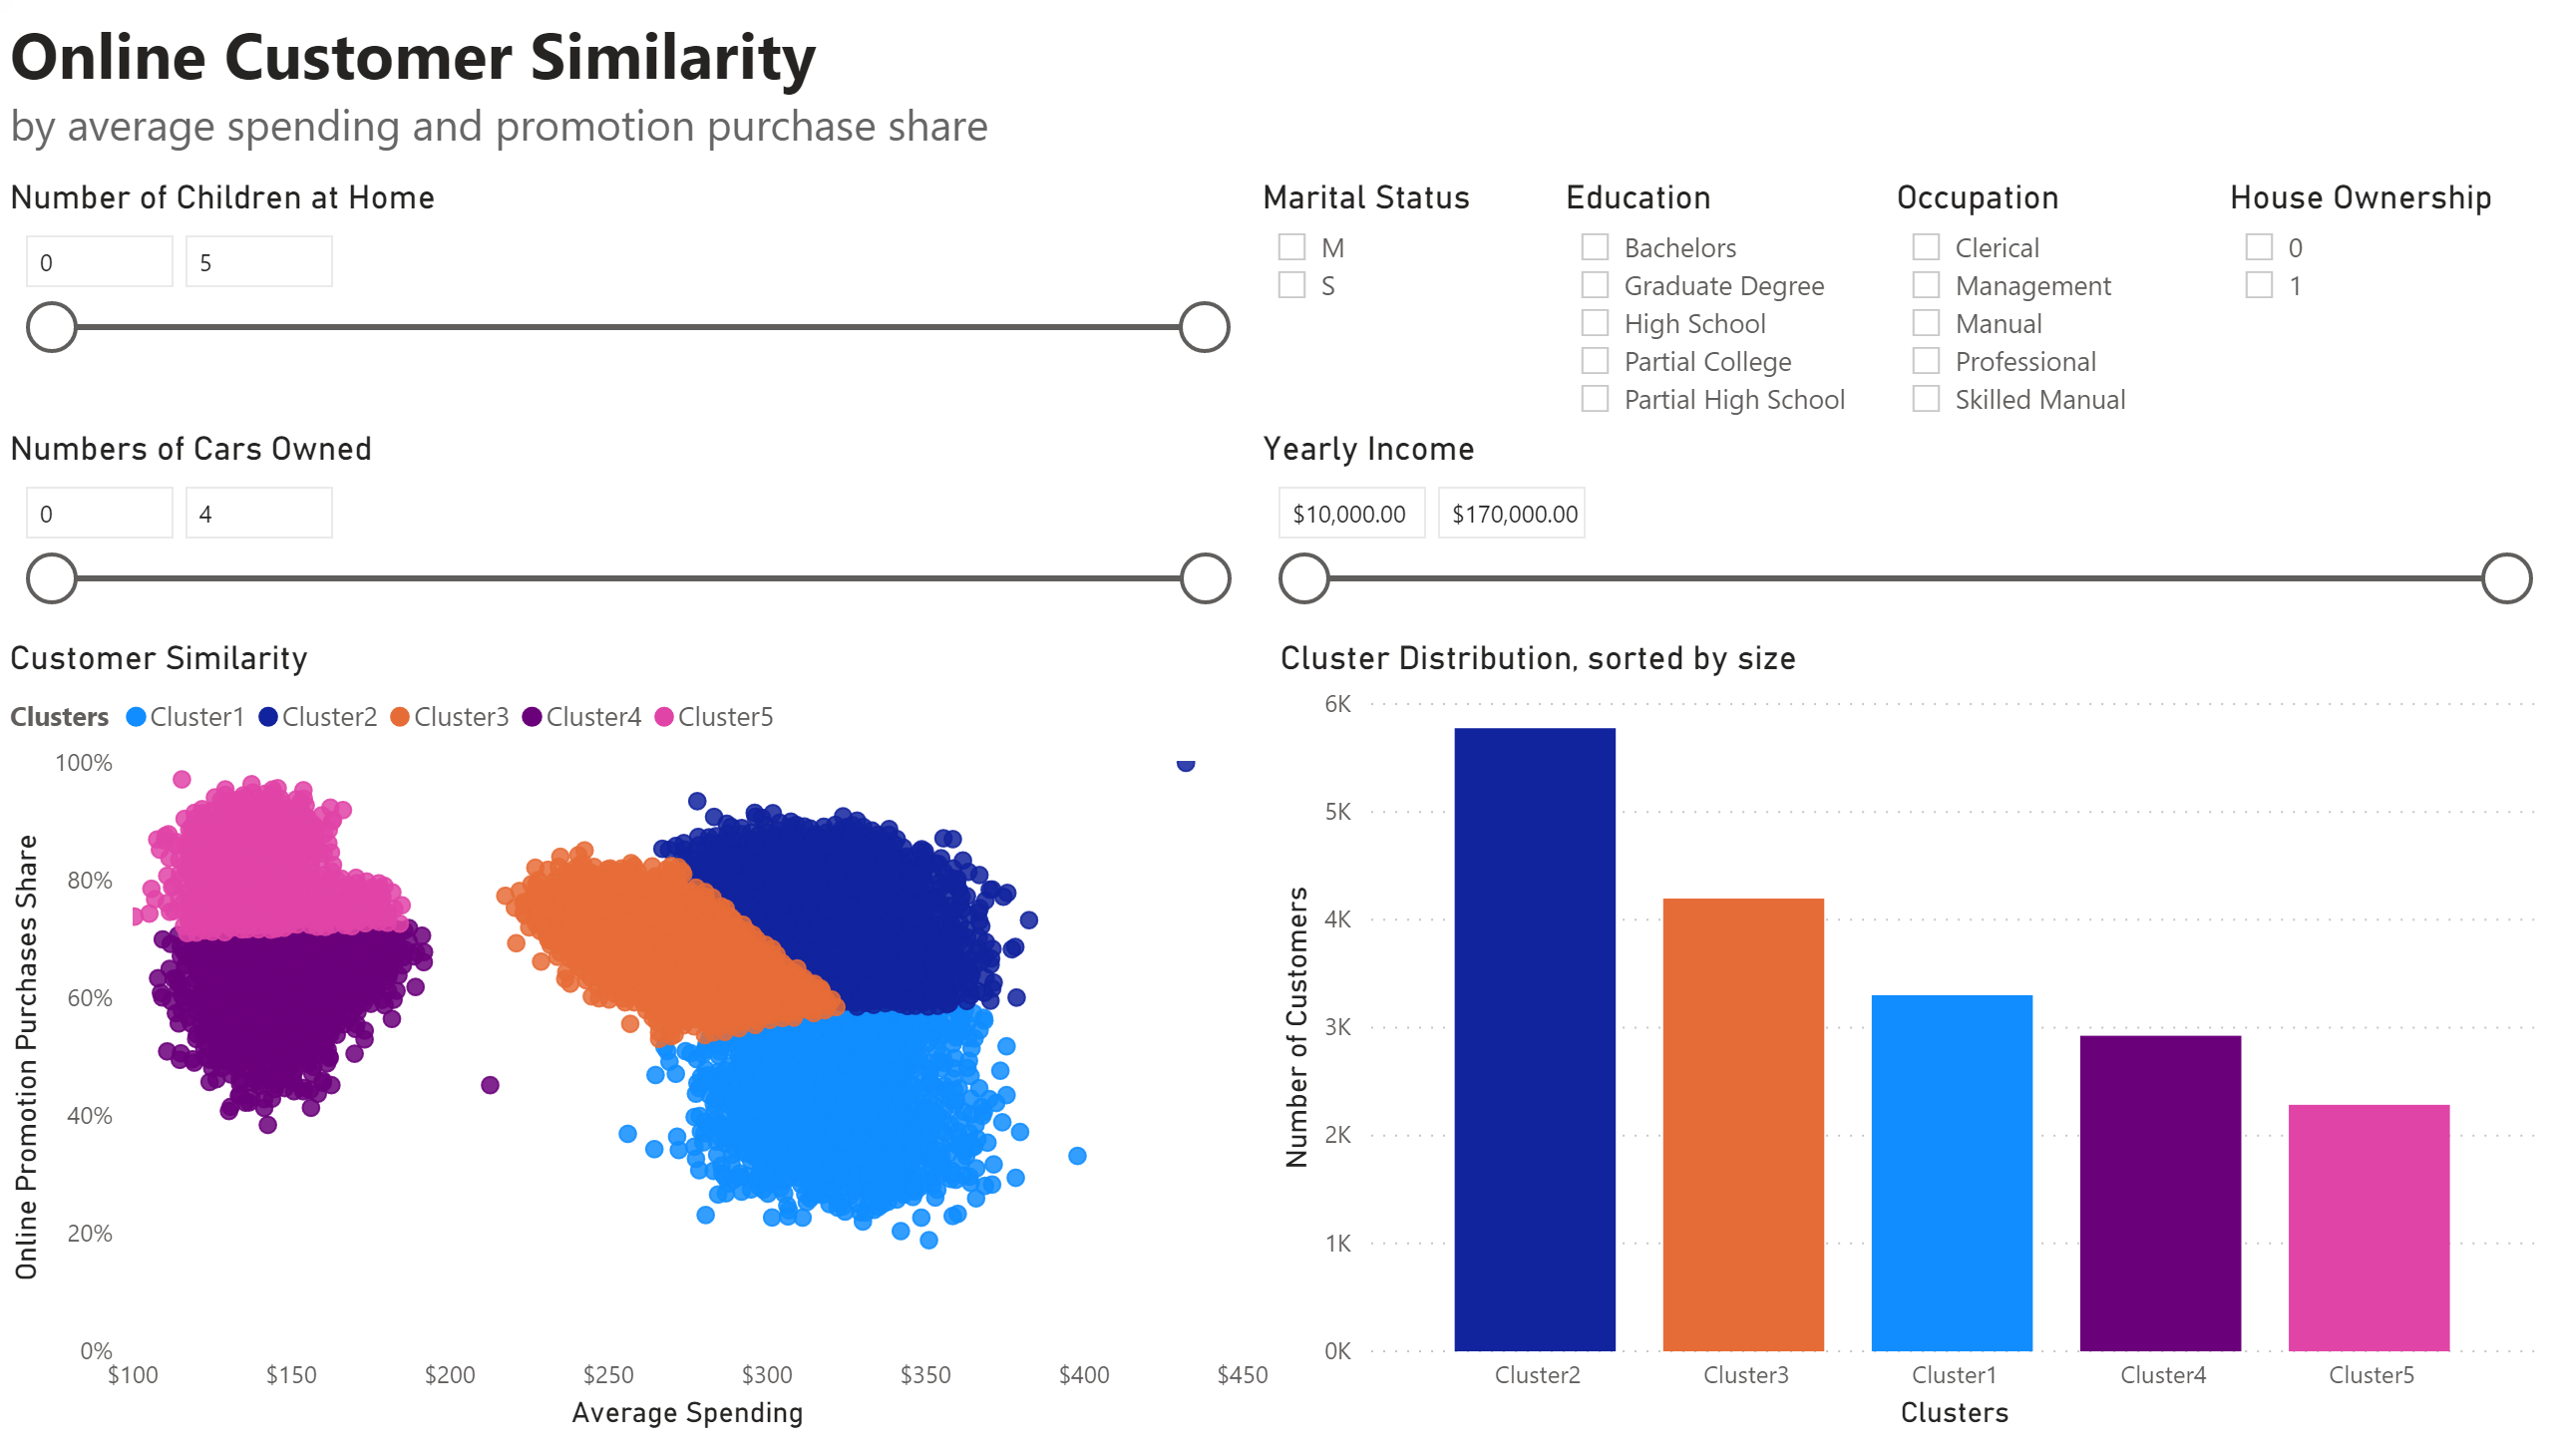 Online Customer Similarity
by average spending and promotion purchase share
Number of Children at Home
0 5
Marital Status
M
S
Education
Bachelors
Graduate Degree
High School
Partial College
Partial High School
Occupation
Clerical
Management
Manual
Professional
Skilled Manual
House Ownership
0
1
Numbers of Cars Owned
0 4
Yearly Income
$10,000.00 $170,000.00
Customer Similarity
Clusters Cluster1 Cluster2 Cluster3 Cluster4 Cluster5
Online Promotion Purchases Share
100%
80%
60%
40%
20%
0%
$100 $150 $200 $250 $300 $350 $400 $450
Average Spending
Cluster Distribution, sorted by size
Number of Customers
6K
5K
4K
3K
2K
1K
0K
Cluster2 Cluster3 Cluster1 Cluster4 Cluster5
Clusters